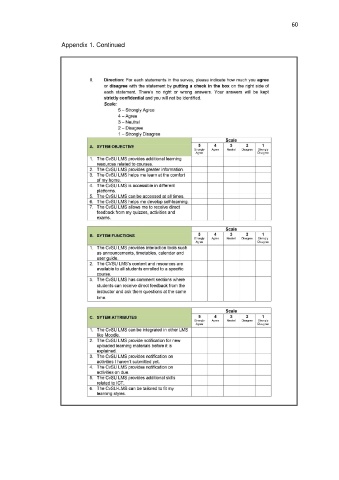 60
Appendix 1. Continued
II. Direction: For each statements in the survey, please indicate how much you agree
or disagree with the statement by putting a check in the box on the right side of
each statement. There's no right or wrong answers. Your answers will be kept
strictly confidential and you will not be identified.
Scale:
5 – Strongly Agree
4 – Agree
3 – Neutral
2 – Disagree
1 – Strongly Disagree
Scale
A. SYTEM OBJECTIVE 5 4 3 2 1
Strongly Agree Neutral Disagree Strongly
Agree Disagree
1. The CvSU LMS provides additional learning
resources related to courses.
2. The CvSU LMS provides greater information.
3. The CvSU LMS helps me learn at the comfort
of my home.
4. The CvSU LMS is accessible in different
platforms.
5. The CvSU LMS can be accessed at all times.
6. The CvSU LMS helps me develop self-learning.
7. The CvSU LMS allows me to receive direct
feedback from my quizzes, activities and
exams.
Scale
B. SYTEM FUNCTIONS 5 4 3 2 1
Strongly Agree Neutral Disagree Strongly
Agree Disagree
1. The CvSU LMS provides interaction tools such
as announcements, timetables, calendar and
user guide.
2. The CvSU LMS's content and resources are
available to all students enrolled to a specific
course.
3. The CvSU LMS has comment sections where
students can receive direct feedback from the
instructor and ask them questions at the same
time
Scale
C. SYTEM ATTRIBUTES 5 4 3 2 1
Strongly Agree Neutral Disagree Strongly
Agree Disagree
1. The CvSU LMS can be integrated in other LMS
like Moodle.
2. The CvSU LMS provide notification for new
uploaded learning materials before it is
explained
3. The CvSU LMS provides notification on
activities I haven't submitted yet.
4. The CvSU LMS provides notification on
activities on due.
5. The CvSU LMS provides additional skills
related to ICT.
6. The CvSU LMS can be tailored to fit my
learning styles.